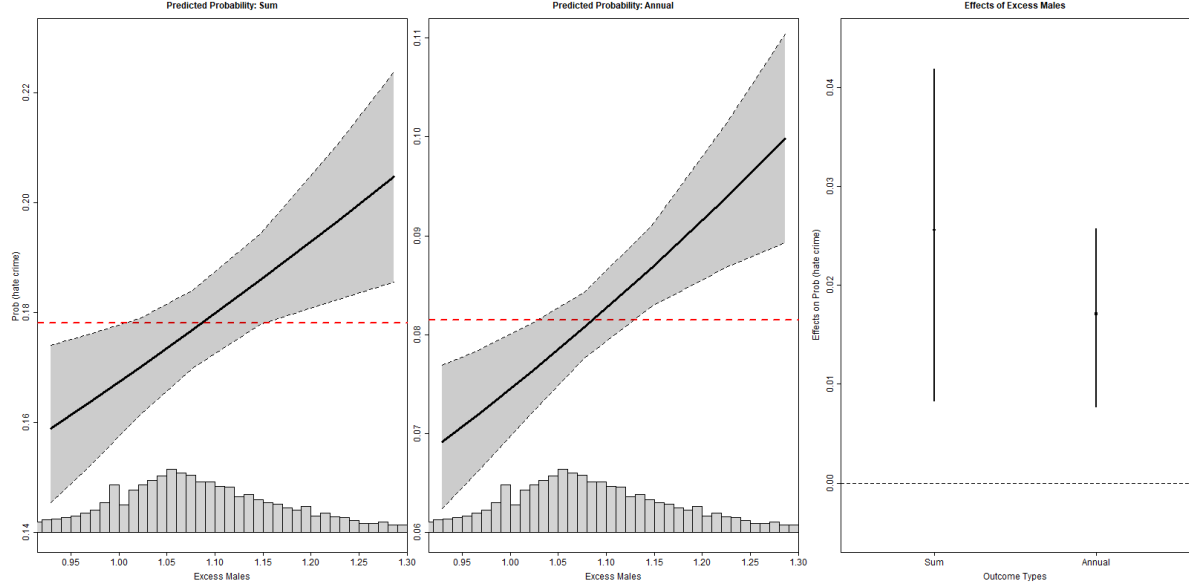 Predicted Probability: Sum
Prob (hate crime)
0.22
0.20
0.18
0.16
0.14
0.95 1.00 1.05 1.10 1.15 1.20 1.25 1.30
Excess Males
Predicted Probability: Annual
0.11
0.10
0.09
0.08
0.07
0.06
0.95 1.00 1.05 1.10 1.15 1.20 1.25 1.30
Excess Males
Effects of Excess Males
Effects on Prob (hate crime)
0.04
0.03
0.02
0.01
0.00
Sum Annual
Outcome Types